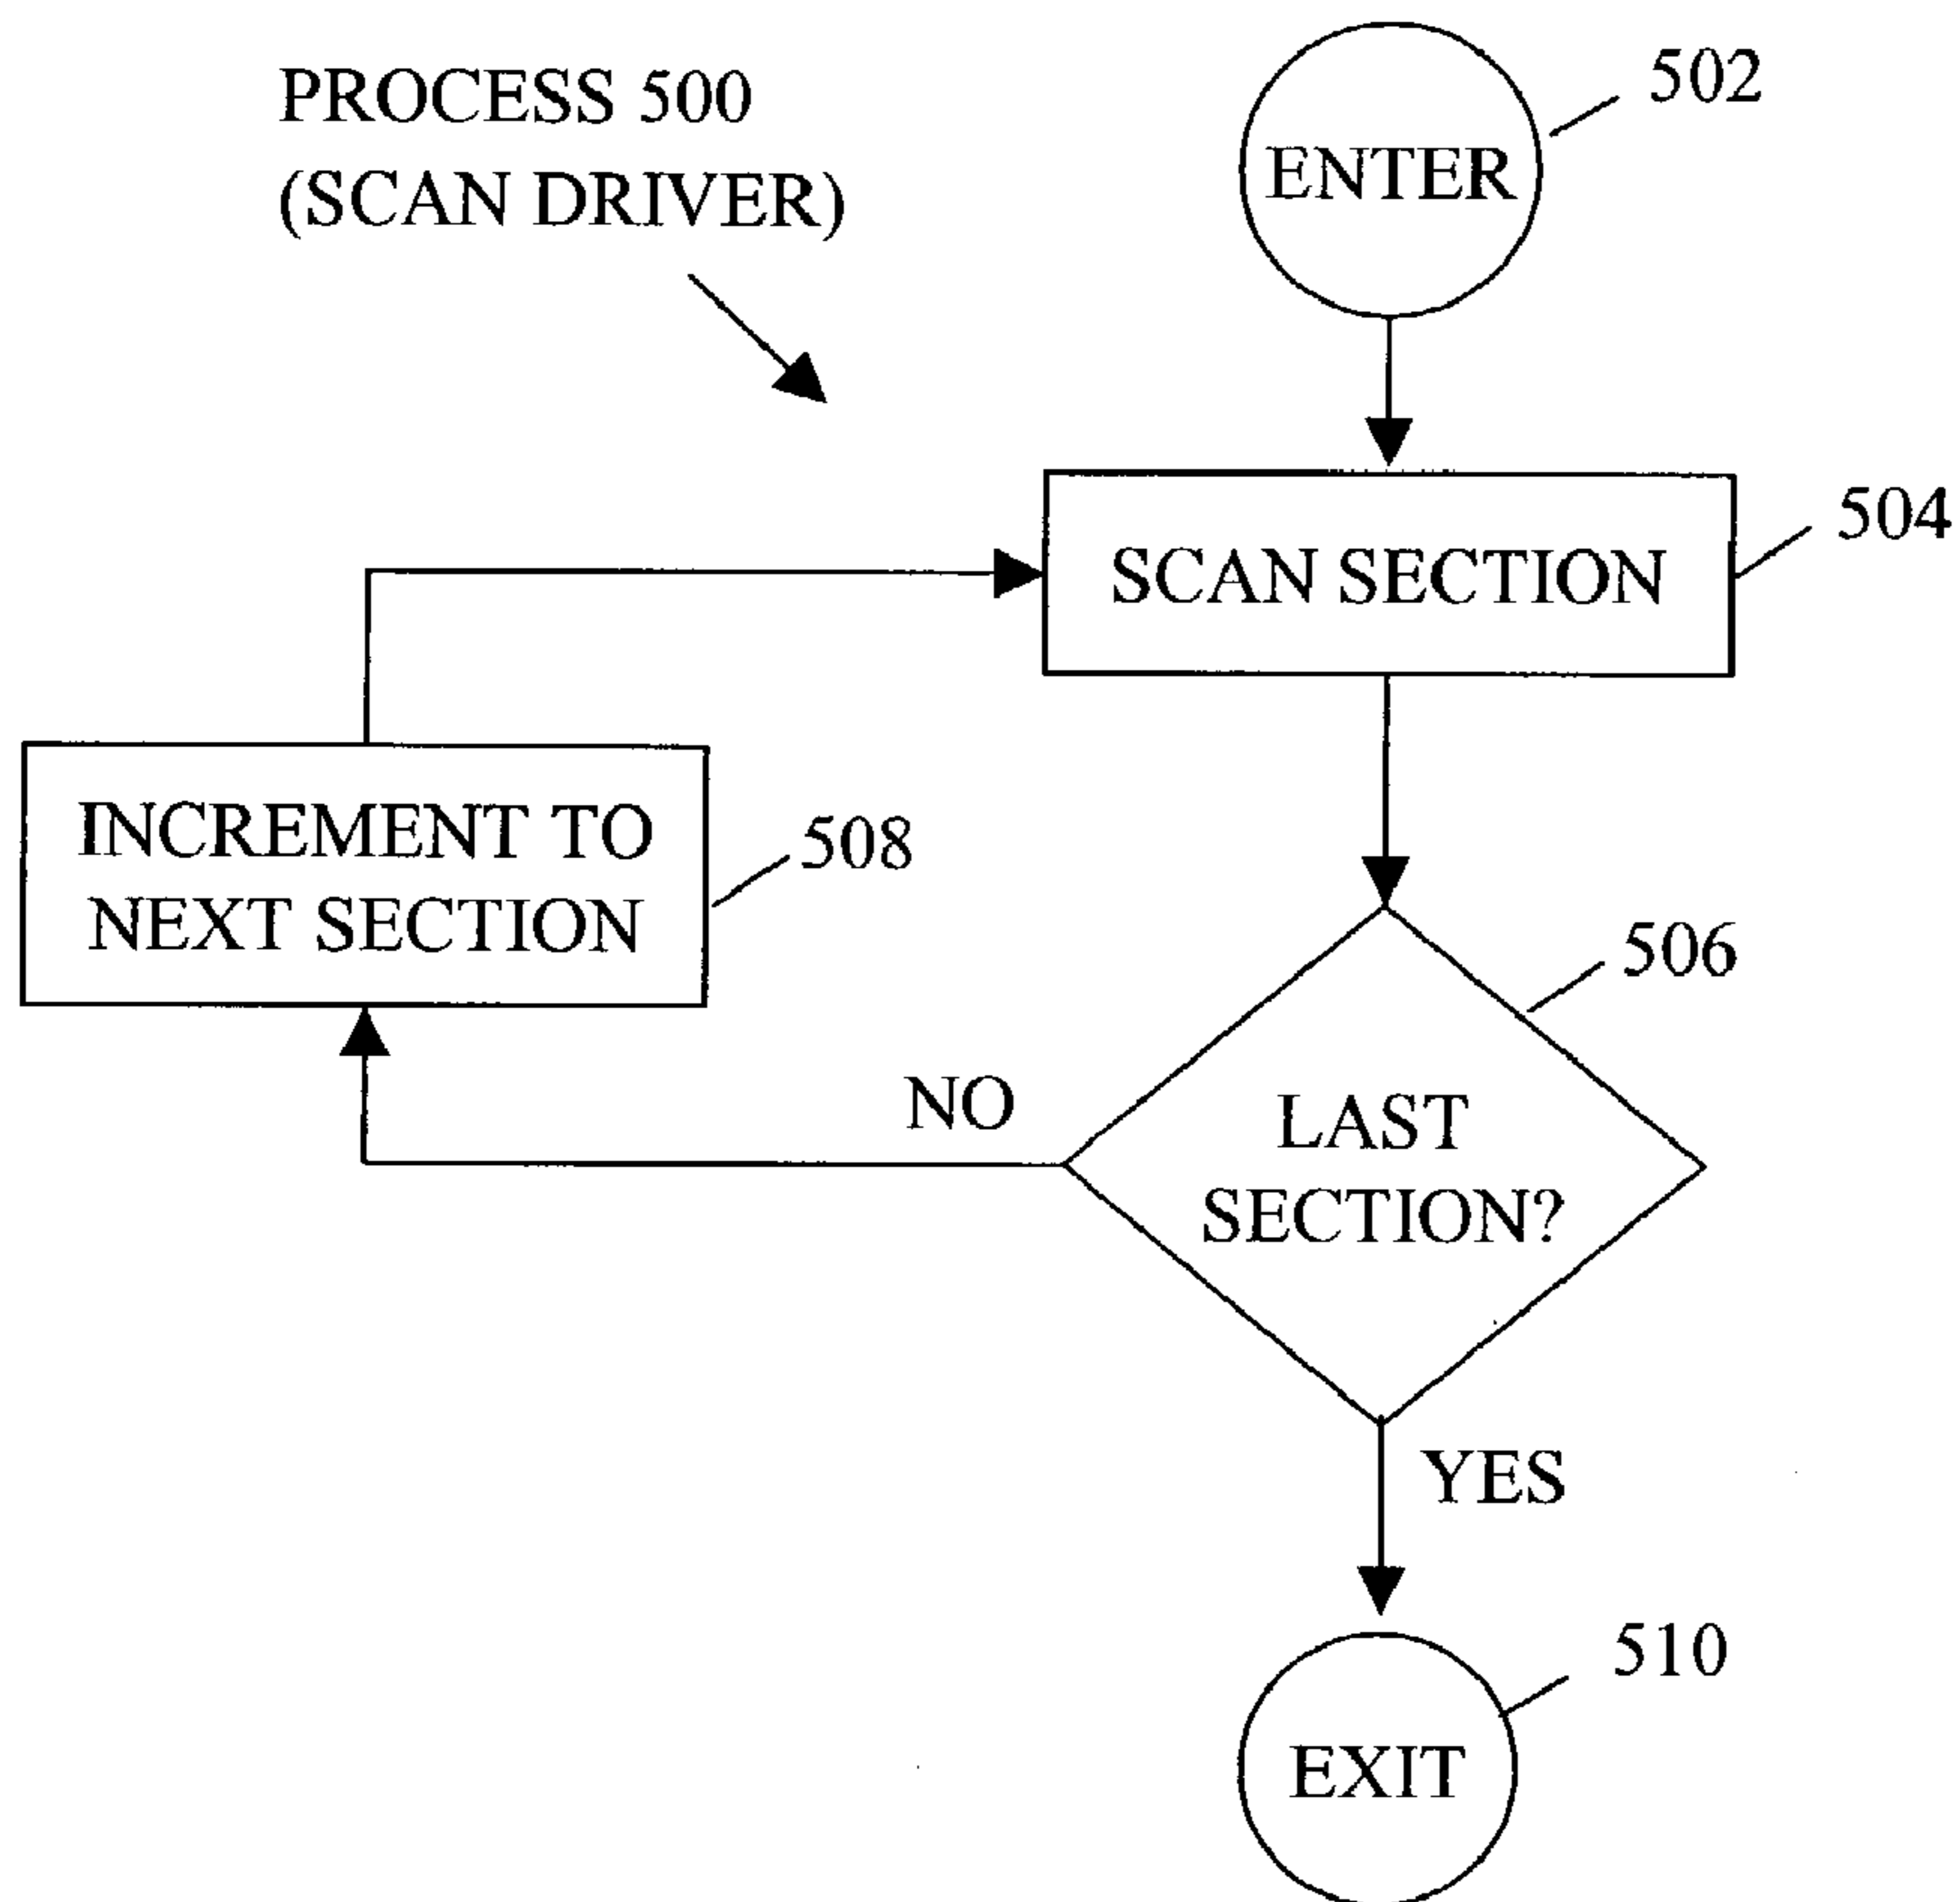 PROCESS 500
(SCAN DRIVER)
502
ENTER
504
SCAN SECTION
INCREMENT TO
NEXT SECTION
508
506
LAST
SECTION?
NO
YES
510
EXIT